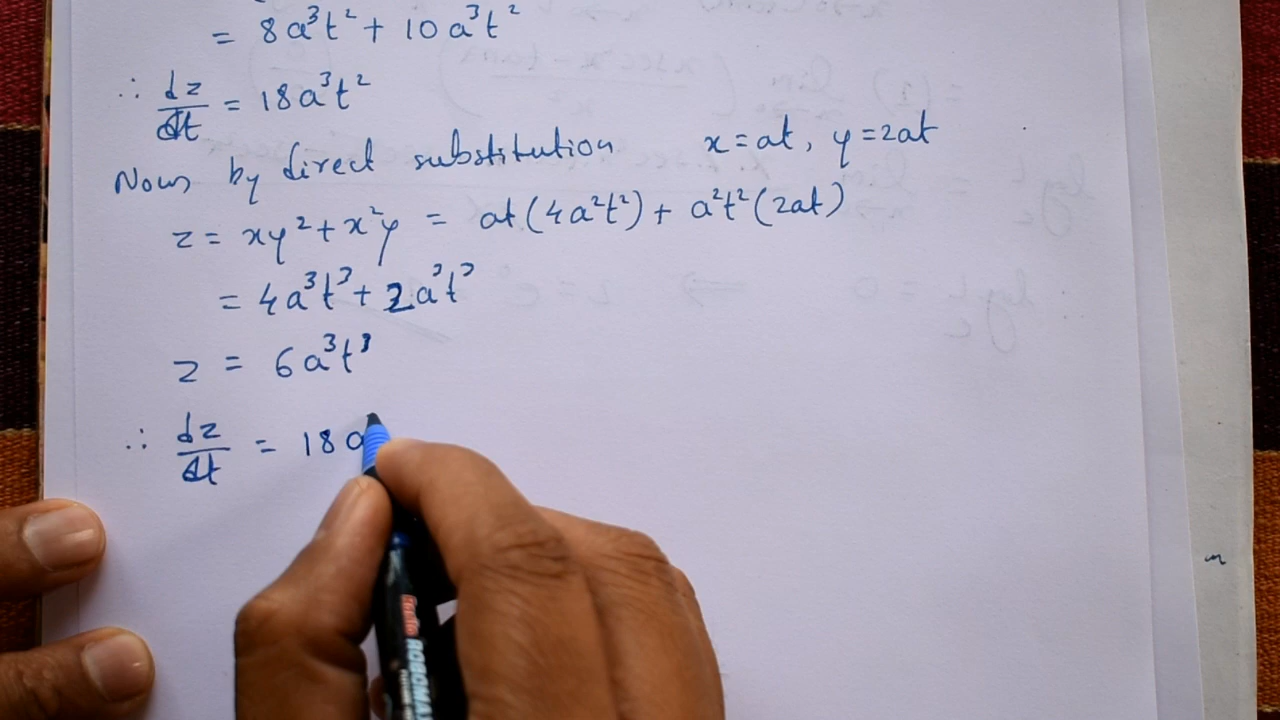 = 8a³t² + 10a³t²
∴ dz/dt = 18a³t²
Now by direct substitution x=at, y=2at
z = xy² + x²y = at(4a²t²) + a²t²(2at)
= 4a³t³ + 2a³t³
z = 6a³t³
∴ dz/dt = 18a